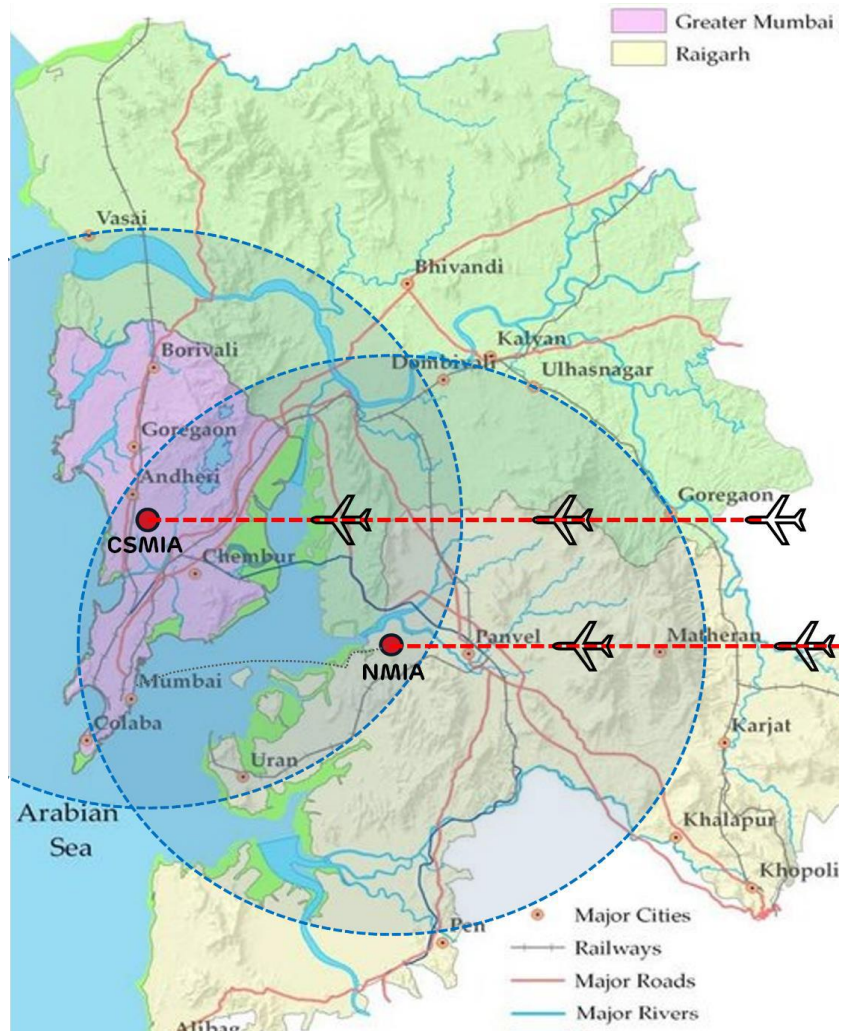 Greater Mumbai
Raigarh
Vasai
Bhivandi
Kalyan
Borivali
Dombivali
Ulhasnagar
Goregaon
Andheri
Goregaon
CSMIA
Chembur
Panvel
Matheran
NMIA
Mumbai
Colaba
Karjat
Uran
Arabian
Sea
Khalapur
Khopoli
Major Cities
Pen
Railways
Major Roads
Major Rivers
Alibag